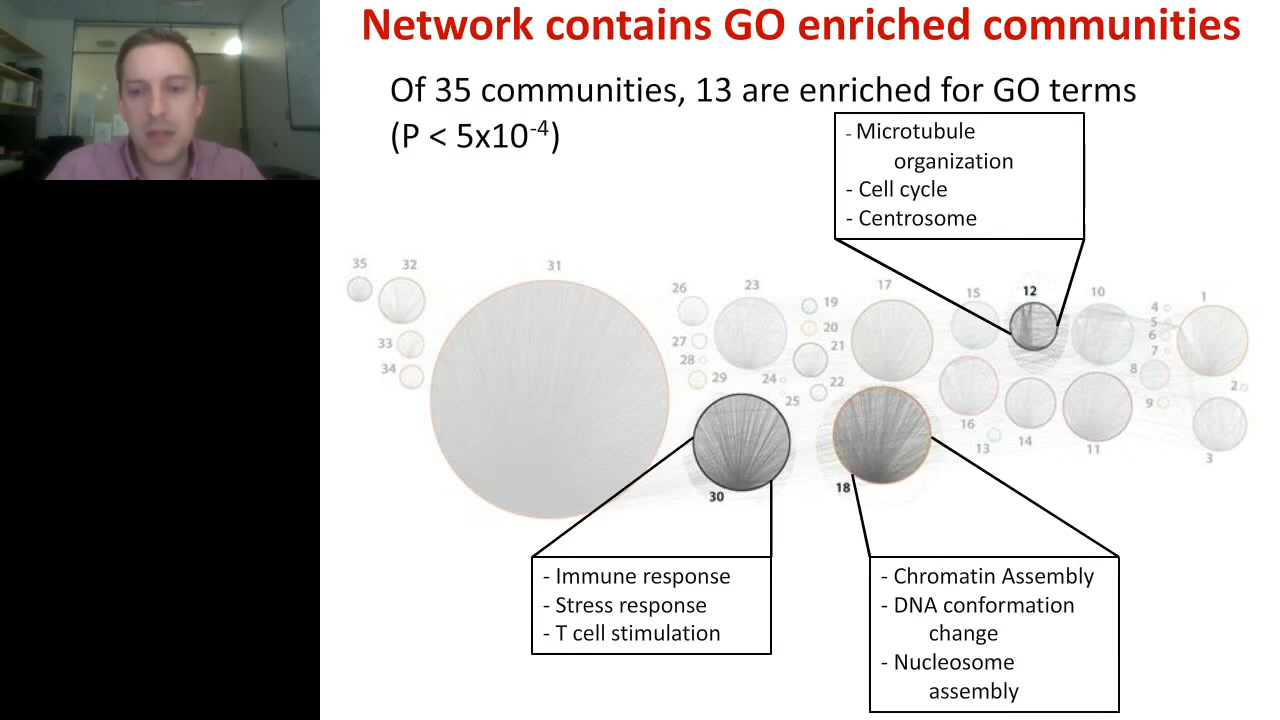 Network contains GO enriched communities
Of 35 communities, 13 are enriched for GO terms
(P < 5x10-4)
- Microtubule
organization
- Cell cycle
- Centrosome
35
32
31
26
23
19
17
15
12
10
4
1
20
5
33
27
21
6
28
7
34
29
24
22
8
2
25
9
16
13
14
11
3
30
18
- Immune response
- Stress response
- T cell stimulation
- Chromatin Assembly
- DNA conformation
change
- Nucleosome
assembly